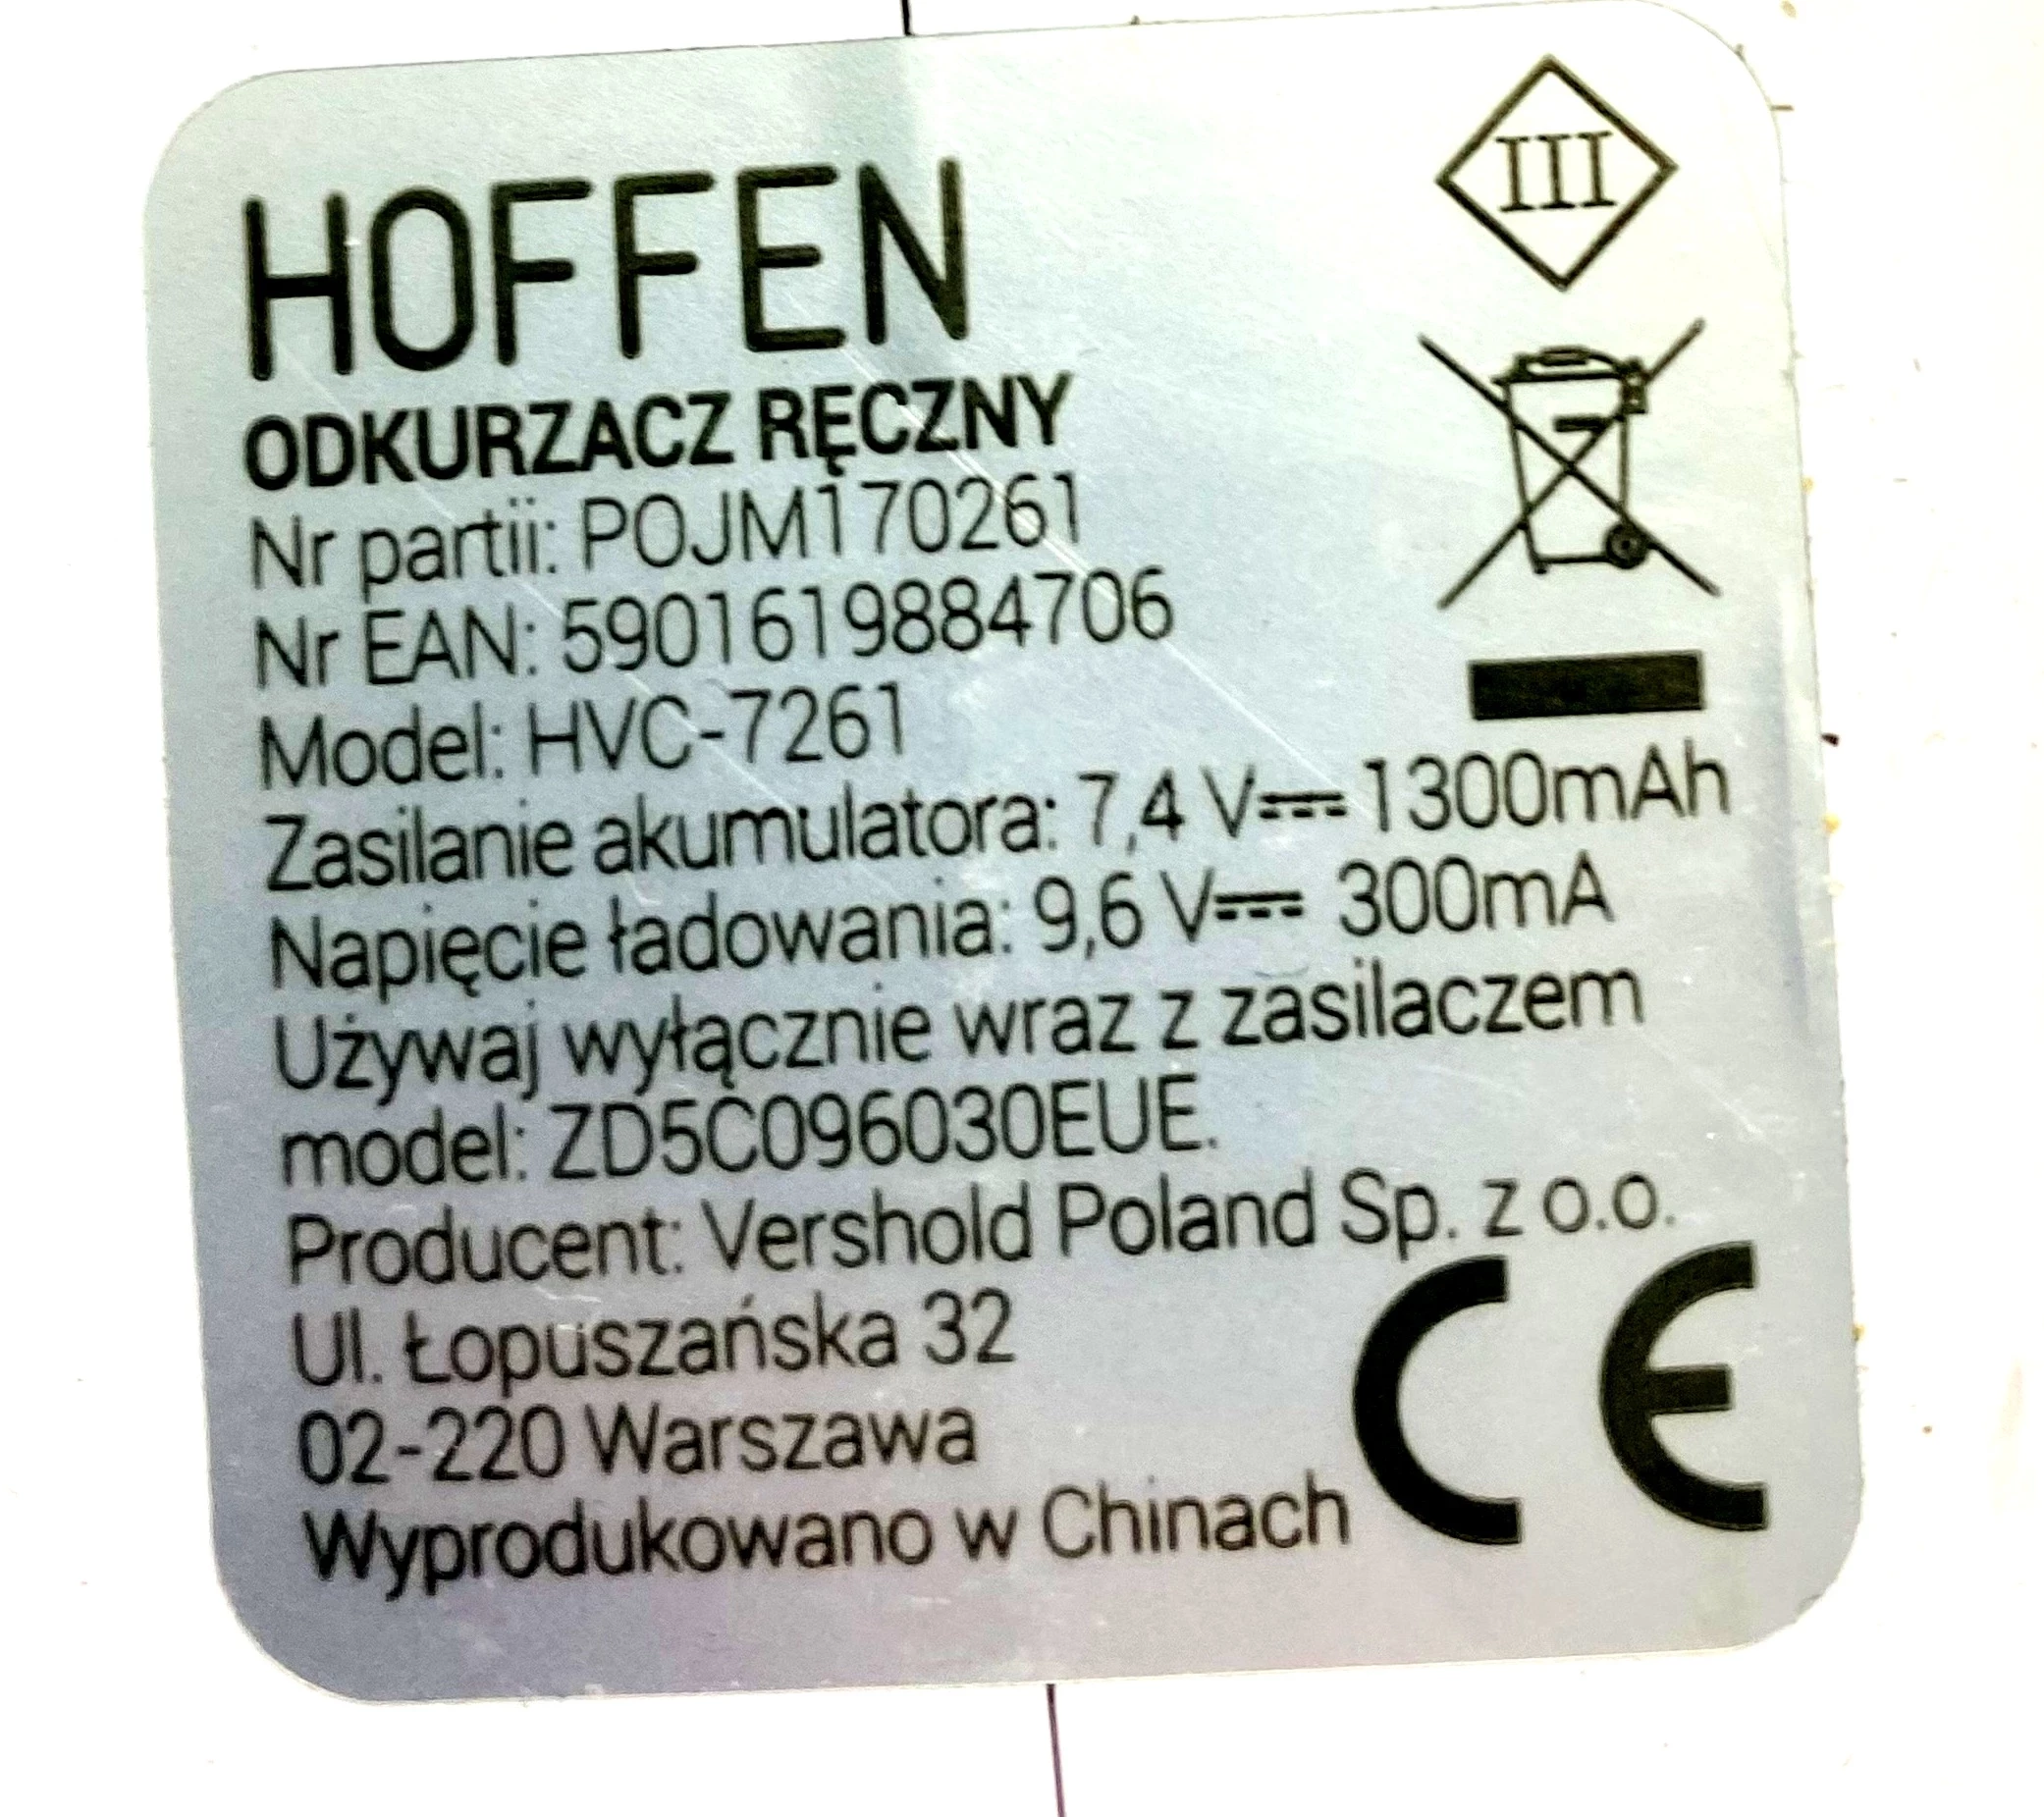 III
HOFFEN
ODKURZACZ RĘCZNY
Nr partii: POJM170261
Nr EAN: 5901619884706
Model: HVC-7261
Zasilanie akumulatora: 7,4 V⎓1300mAh
Napięcie ładowania: 9,6 V⎓ 300mA
Używaj wyłącznie wraz z zasilaczem
model: ZD5C096030EUE.
Producent: Vershold Poland Sp. z o.o.
Ul. Łopuszańska 32
02-220 Warszawa
Wyprodukowano w Chinach
CE